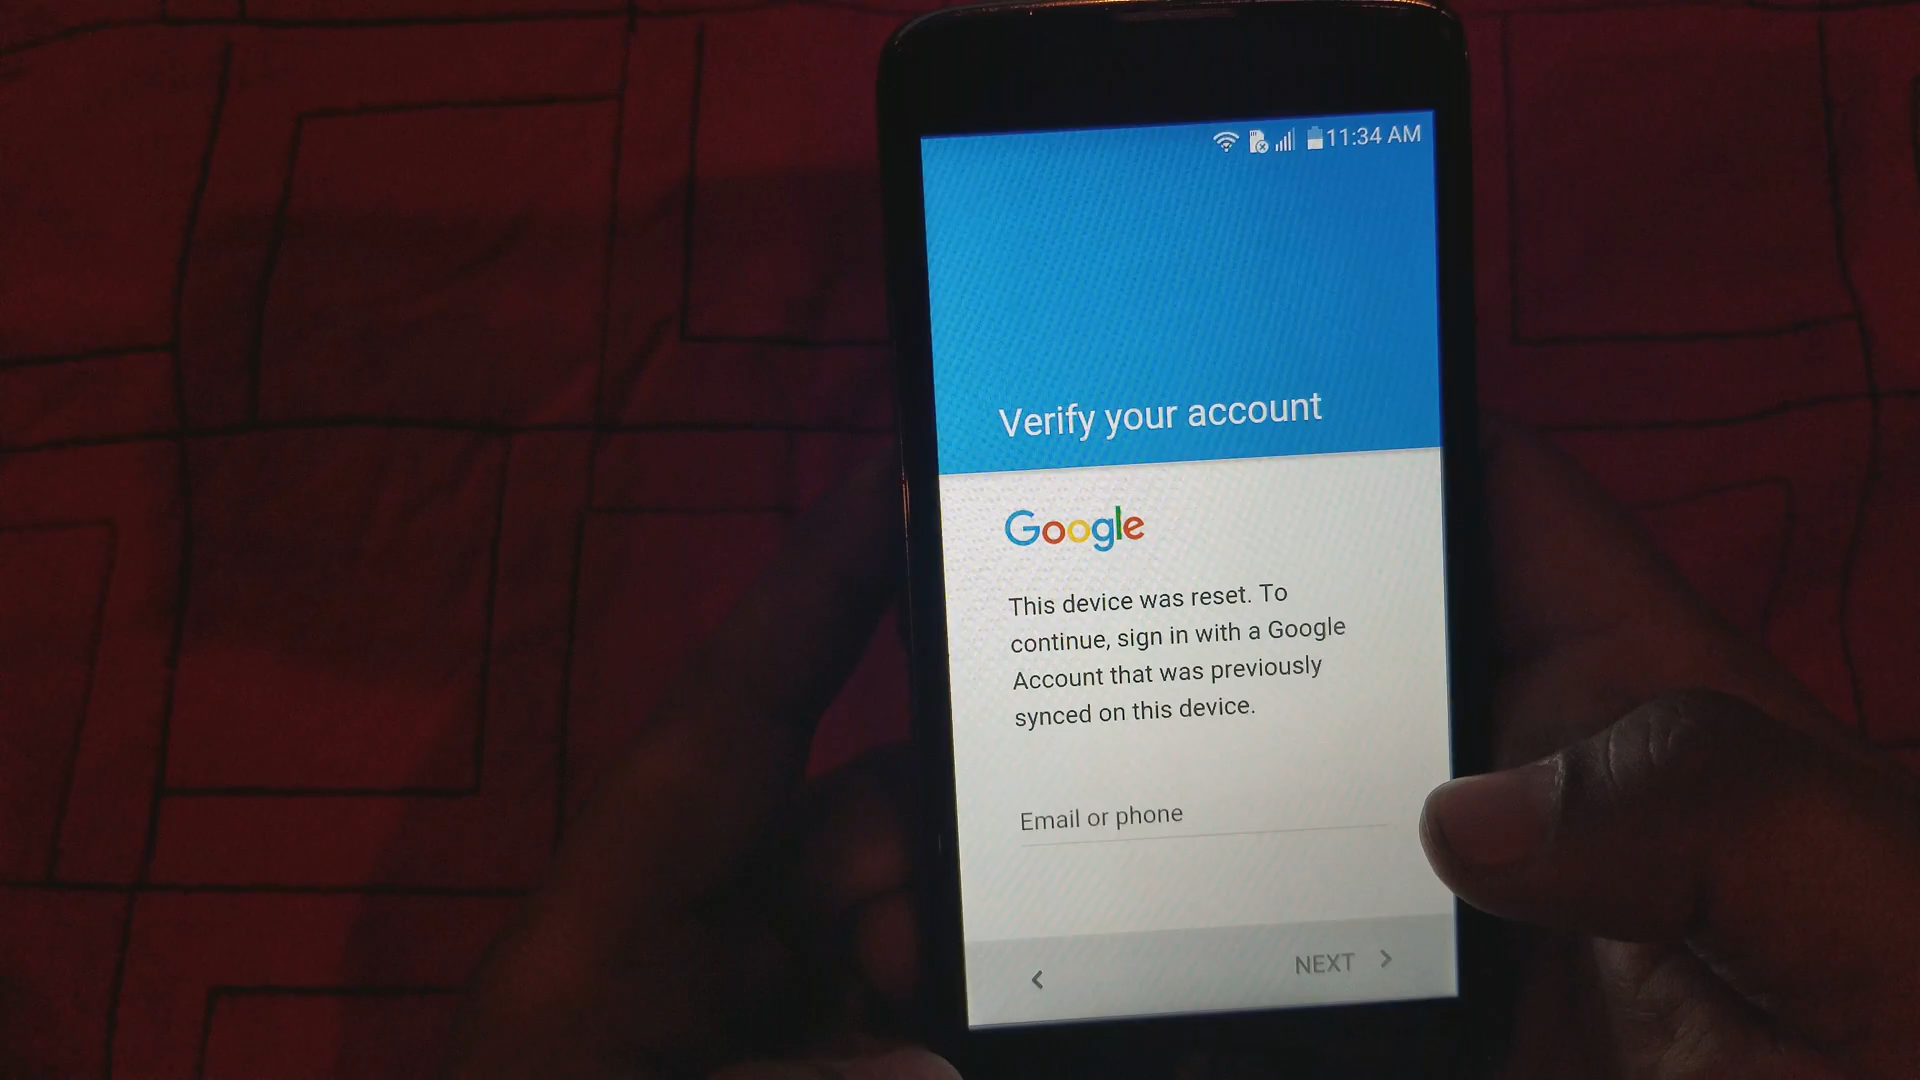 11:34 AM
Verify your account
Google
This device was reset. To
continue, sign in with a Google
Account that was previously
synced on this device.
Email or phone
NEXT